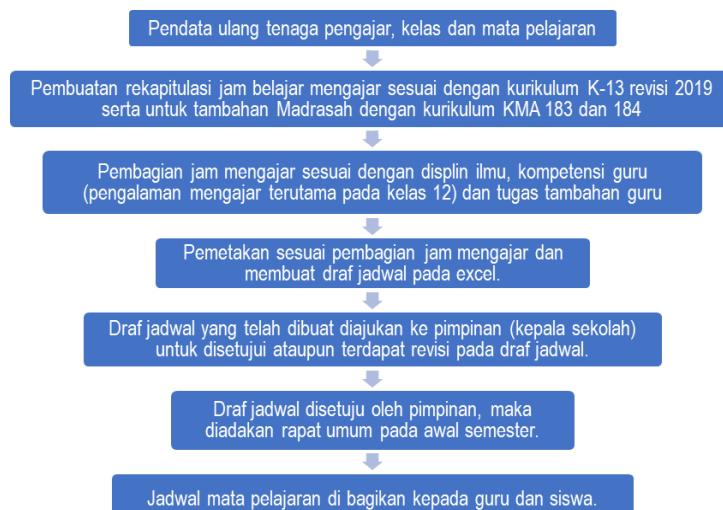 Pendata ulang tenaga pengajar, kelas dan mata pelajaran
Pembuatan rekapitulasi jam belajar mengajar sesuai dengan kurikulum K-13 revisi 2019
serta untuk tambahan Madrasah dengan kurikulum KMA 183 dan 184
Pembagian jam mengajar sesuai dengan displin ilmu, kompetensi guru
(pengalaman mengajar terutama pada kelas 12) dan tugas tambahan guru
Pemetakan sesuai pembagian jam mengajar dan
membuat draf jadwal pada excel.
Draf jadwal yang telah dibuat diajukan ke pimpinan (kepala sekolah)
untuk disetujui ataupun terdapat revisi pada draf jadwal.
Draf jadwal disetuju oleh pimpinan, maka
diadakan rapat umum pada awal semester.
Jadwal mata pelajaran di bagikan kepada guru dan siswa.